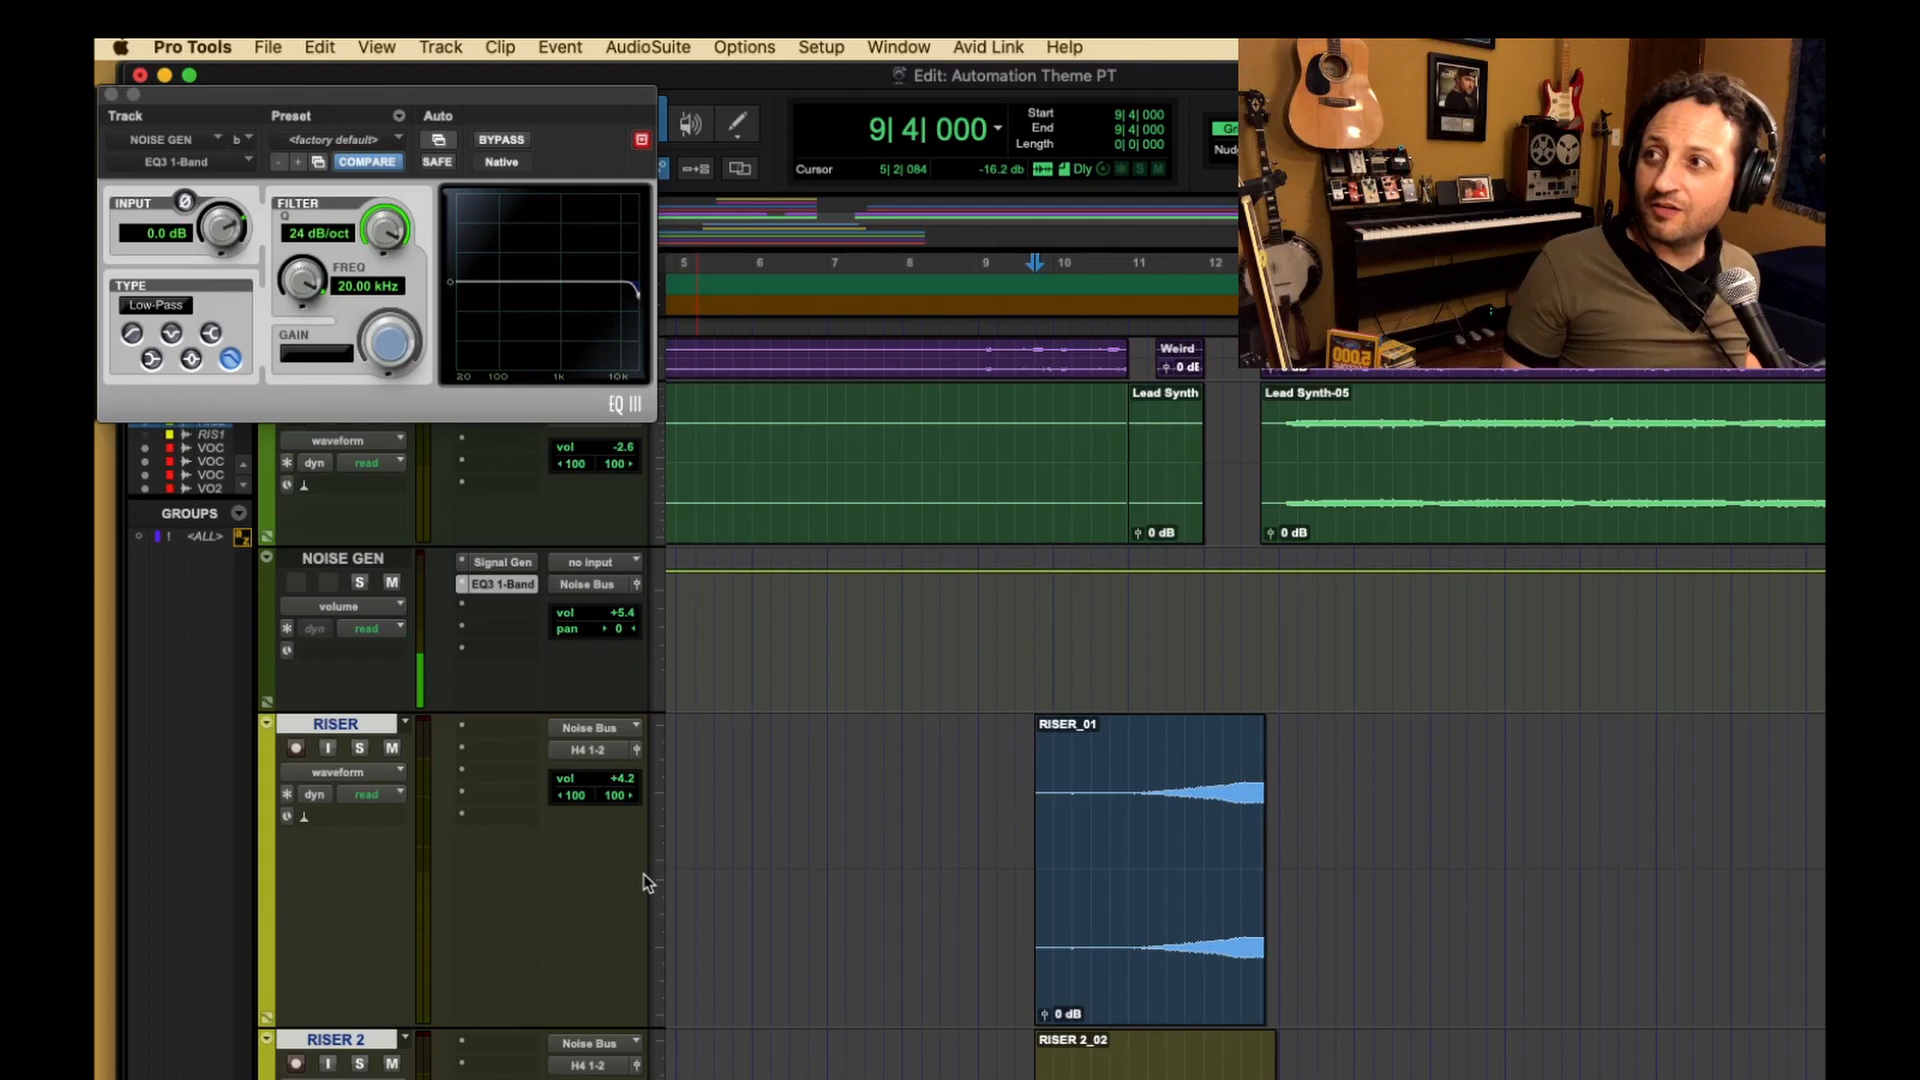 Pro Tools File Edit View Track Clip Event AudioSuite Options Setup Window Avid Link Help
Edit: Automation Theme PT
Track Preset Auto
NOISE GEN b <factory default> BYPASS
EQ3 1-Band - + COMPARE SAFE Native
INPUT
0.0 dB
FILTER
Q
24 dB/oct
FREQ
20.00 kHz
TYPE
Low-Pass
GAIN
20 100 1k 10k
EQ III
9| 4| 000
Start 9| 4| 000
End 9| 4| 000
Length 0| 0| 000
Cursor 5| 2| 084 -16.2 db Dly S M
5 6 7 8 9 10 11 12
Weird
Lead Synth
0 dB
Lead Synth-05
0 dB
RIS1
VOC
VOC
VOC
VO2
GROUPS
! <ALL>
waveform
dyn read
vol -2.6
100 100
NOISE GEN
S M
volume
dyn read
Signal Gen no input
EQ3 1-Band Noise Bus
vol +5.4
pan 0
RISER
I S M
waveform
dyn read
Noise Bus
H4 1-2
vol +4.2
100 100
RISER_01
0 dB
RISER 2
I S M
Noise Bus
H4 1-2
RISER 2_02
5.000